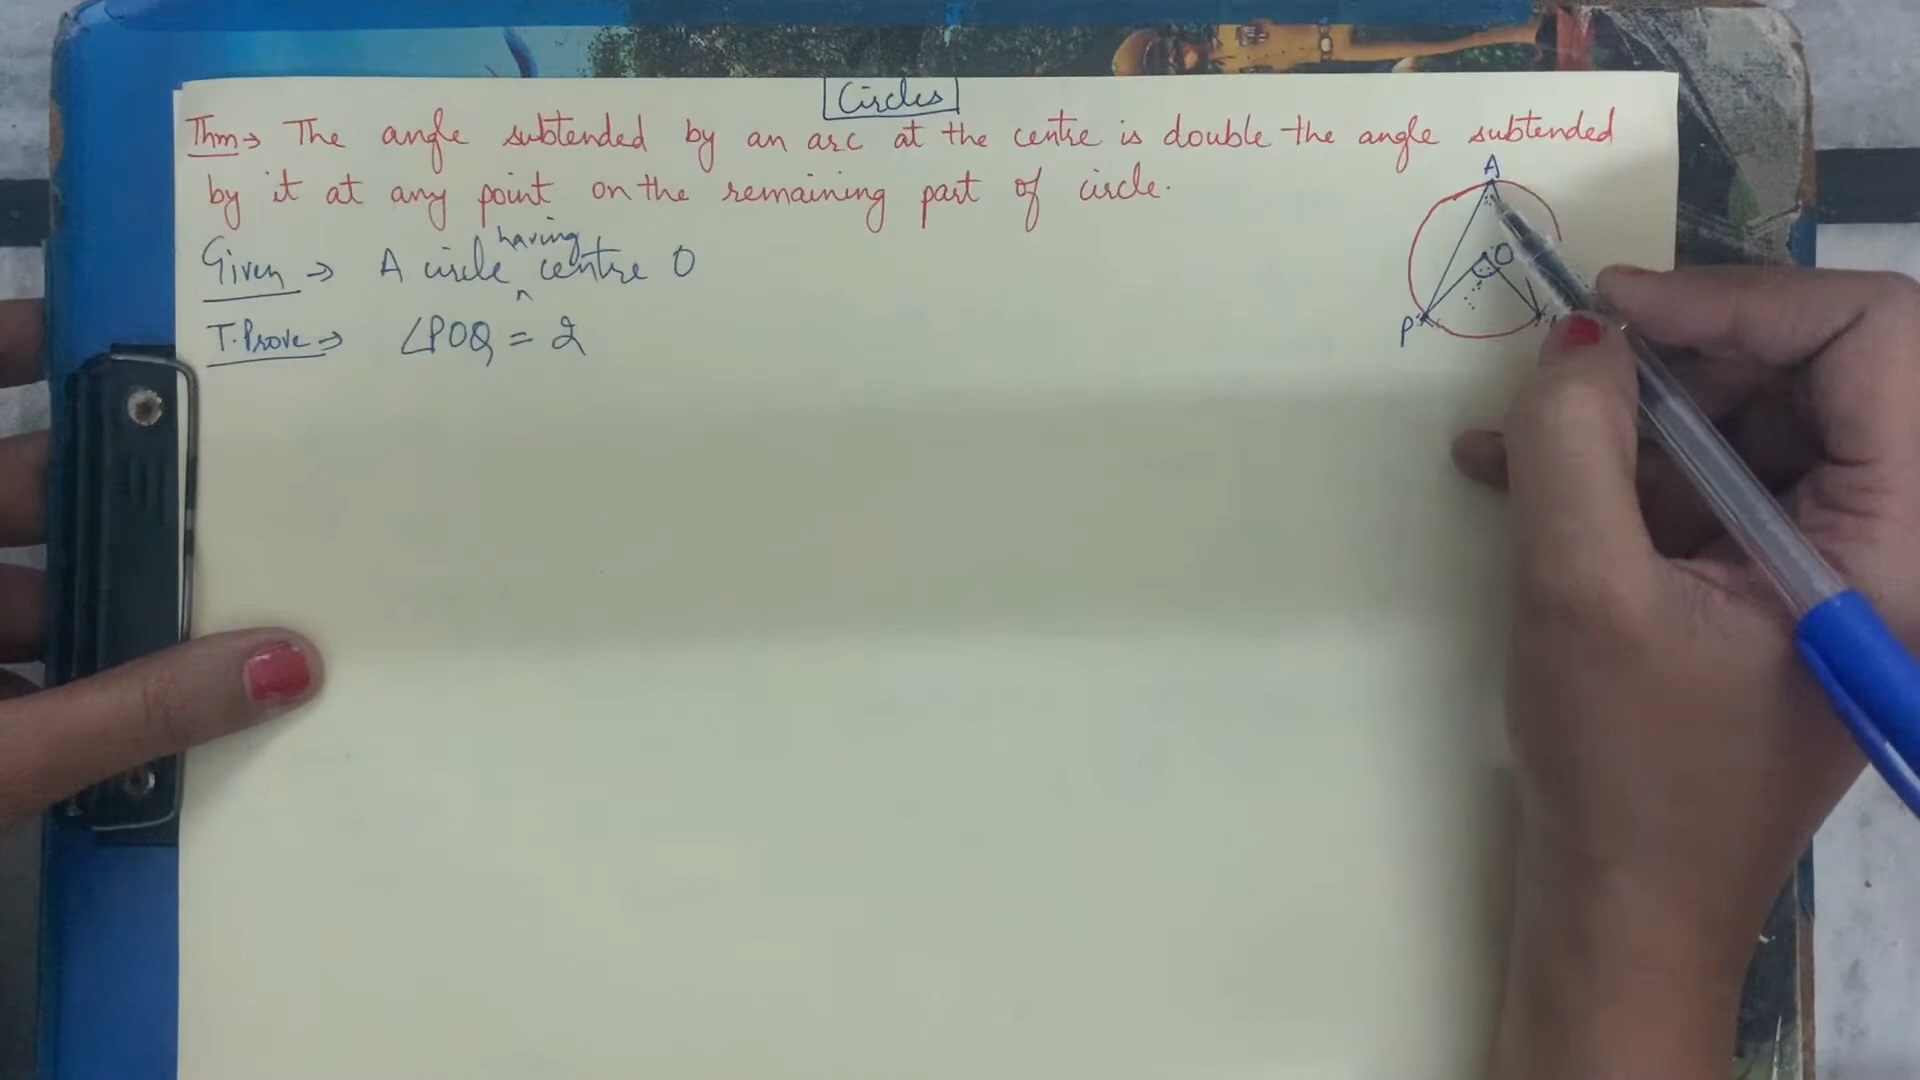 Circles
Thm → The angle subtended by an arc at the centre is double the angle subtended
by it at any point on the remaining part of circle.
Given → A circle having centre O
T. Prove → ∠POQ = 2
A
O
P